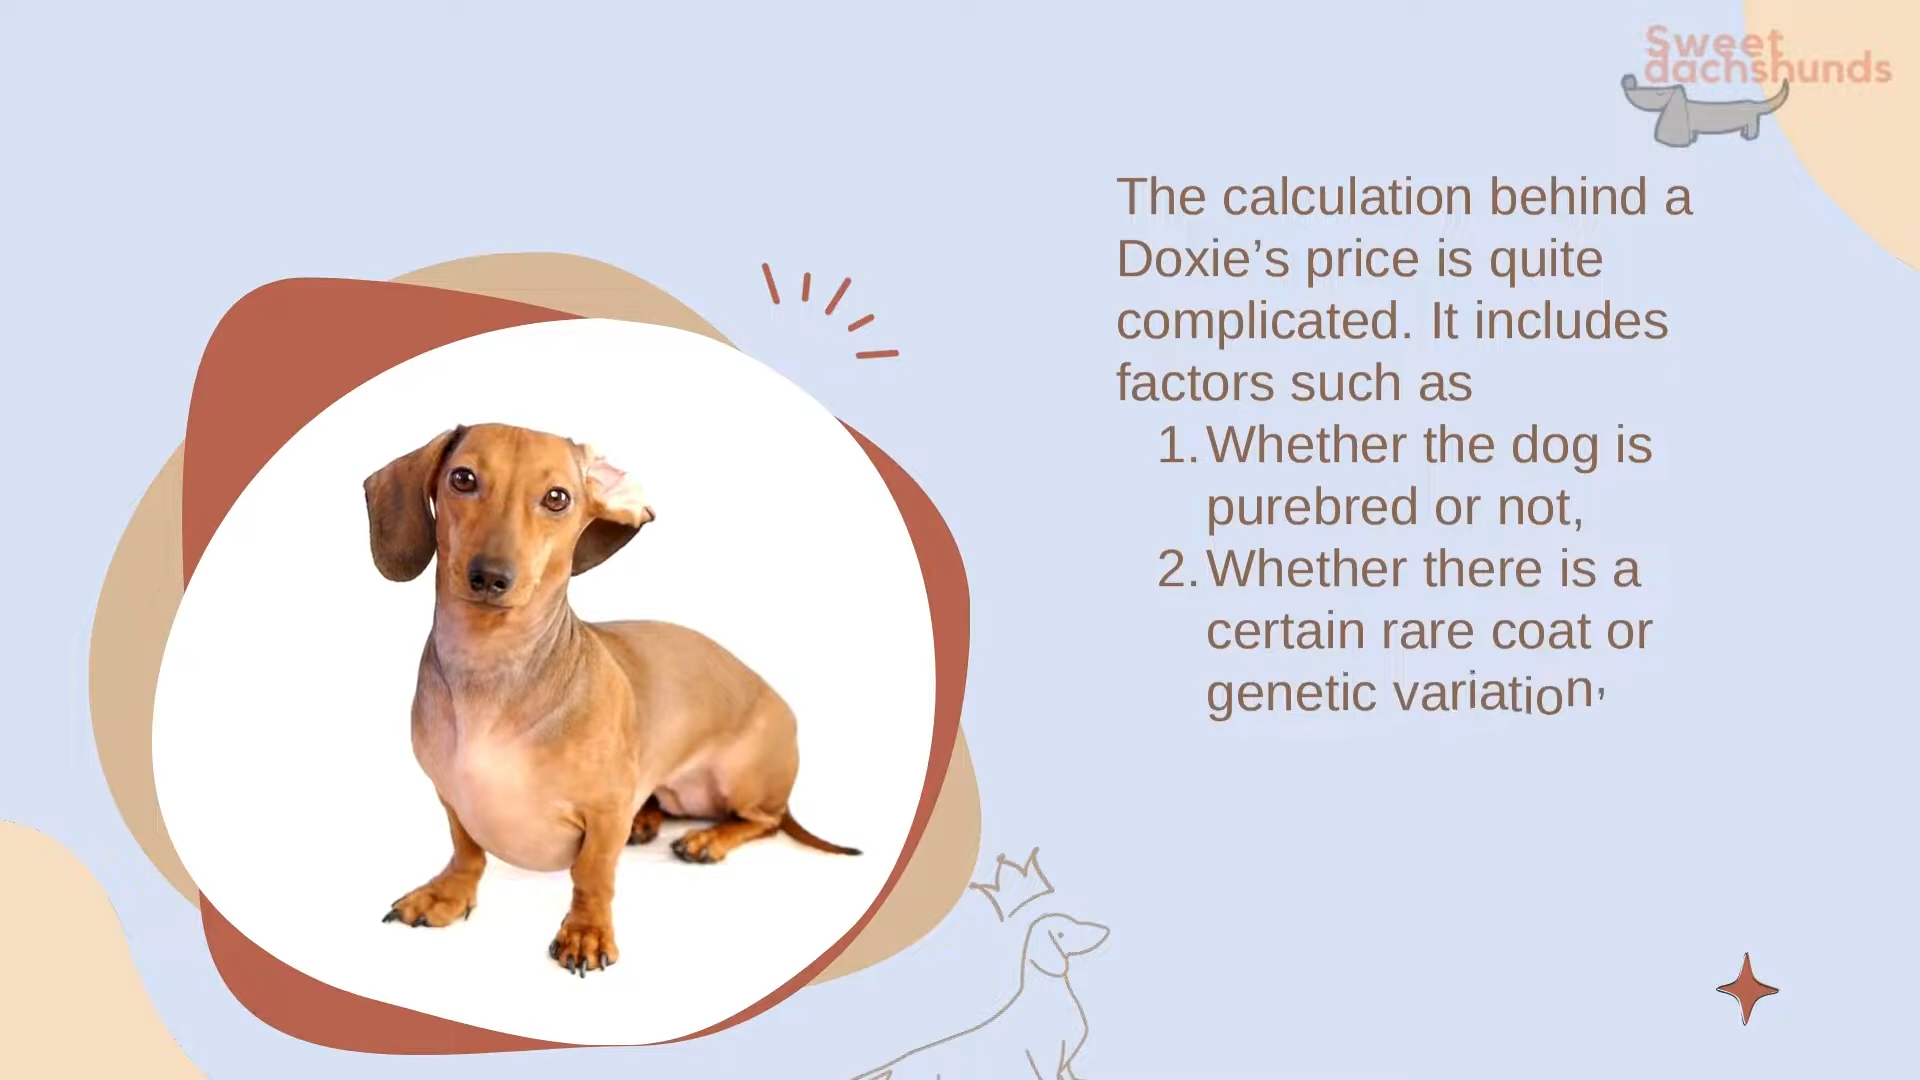 Sweet
dachshunds
The calculation behind a
Doxie’s price is quite
complicated. It includes
factors such as
1. Whether the dog is
purebred or not,
2. Whether there is a
certain rare coat or
genetic variation,